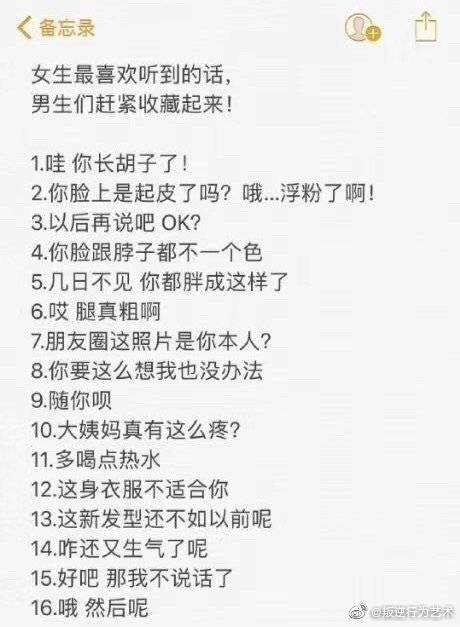 备忘录
女生最喜欢听到的话，
男生们赶紧收藏起来！
1.哇 你长胡子了！
2.你脸上是起皮了吗？哦...浮粉了啊！
3.以后再说吧 OK？
4.你脸跟脖子都不一个色
5.几日不见 你都胖成这样了
6.哎 腿真粗啊
7.朋友圈这照片是你本人？
8.你要这么想我也没办法
9.随你呗
10.大姨妈真有这么疼？
11.多喝点热水
12.这身衣服不适合你
13.这新发型还不如以前呢
14.咋还又生气了呢
15.好吧 那我不说话了
16.哦 然后呢
@叛逆行为艺术